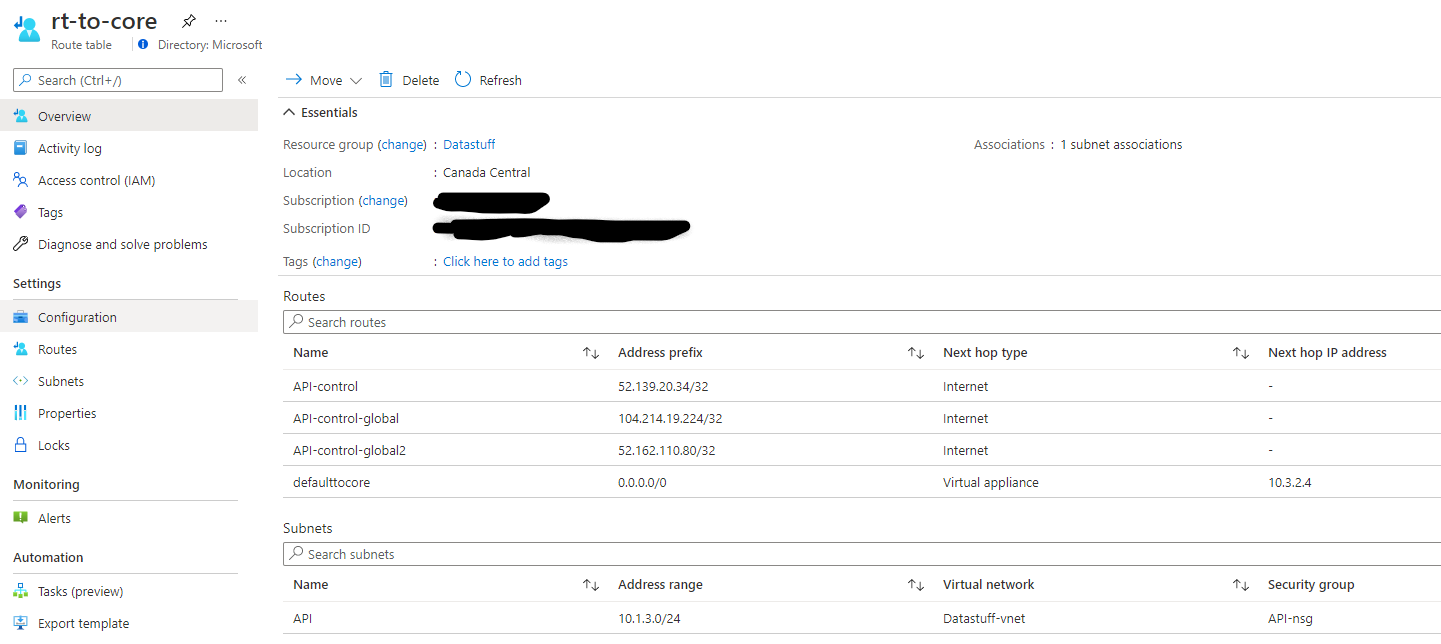 rt-to-core
Route table
Directory: Microsoft
Search (Ctrl+/)
Overview
Activity log
Access control (IAM)
Tags
Diagnose and solve problems
Settings
Configuration
Routes
Subnets
Properties
Locks
Monitoring
Alerts
Automation
Tasks (preview)
Export template
Move Delete Refresh
Essentials
Resource group (change) : Datastuff Associations : 1 subnet associations
Location : Canada Central
Subscription (change)
Subscription ID
Tags (change) : Click here to add tags
Routes
Search routes
Name Address prefix Next hop type Next hop IP address
API-control 52.139.20.34/32 Internet -
API-control-global 104.214.19.224/32 Internet -
API-control-global2 52.162.110.80/32 Internet -
defaulttocore 0.0.0.0/0 Virtual appliance 10.3.2.4
Subnets
Search subnets
Name Address range Virtual network Security group
API 10.1.3.0/24 Datastuff-vnet API-nsg